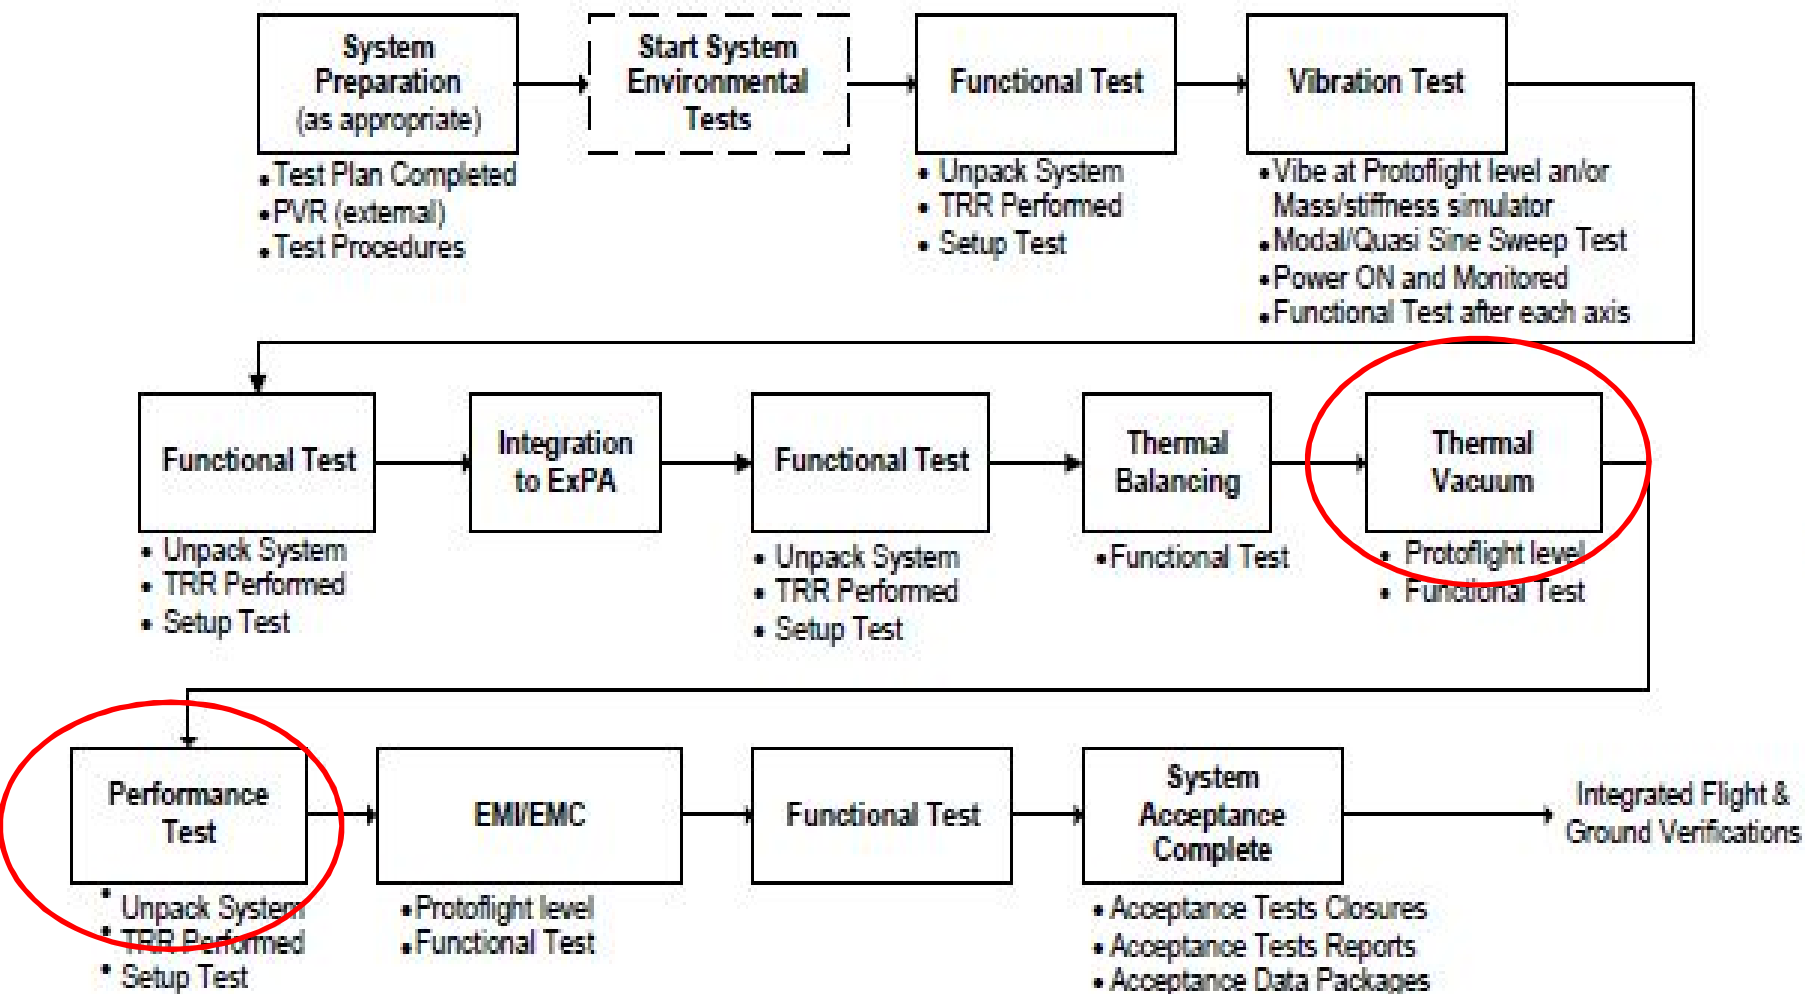 System
Preparation
(as appropriate)
• Test Plan Completed
• PVR (external)
• Test Procedures
Start System
Environmental
Tests
Functional Test
• Unpack System
• TRR Performed
• Setup Test
Vibration Test
• Vibe at Protoflight level an/or
Mass/stiffness simulator
• Modal/Quasi Sine Sweep Test
• Power ON and Monitored
• Functional Test after each axis
Functional Test
• Unpack System
• TRR Performed
• Setup Test
Integration
to ExPA
Functional Test
• Unpack System
• TRR Performed
• Setup Test
Thermal
Balancing
• Functional Test
Thermal
Vacuum
• Protoflight level
• Functional Test
Performance
Test
• Unpack System
• TRR Performed
• Setup Test
EMI/EMC
• Protoflight level
• Functional Test
Functional Test
System
Acceptance
Complete
• Acceptance Tests Closures
• Acceptance Tests Reports
• Acceptance Data Packages
Integrated Flight &
Ground Verifications